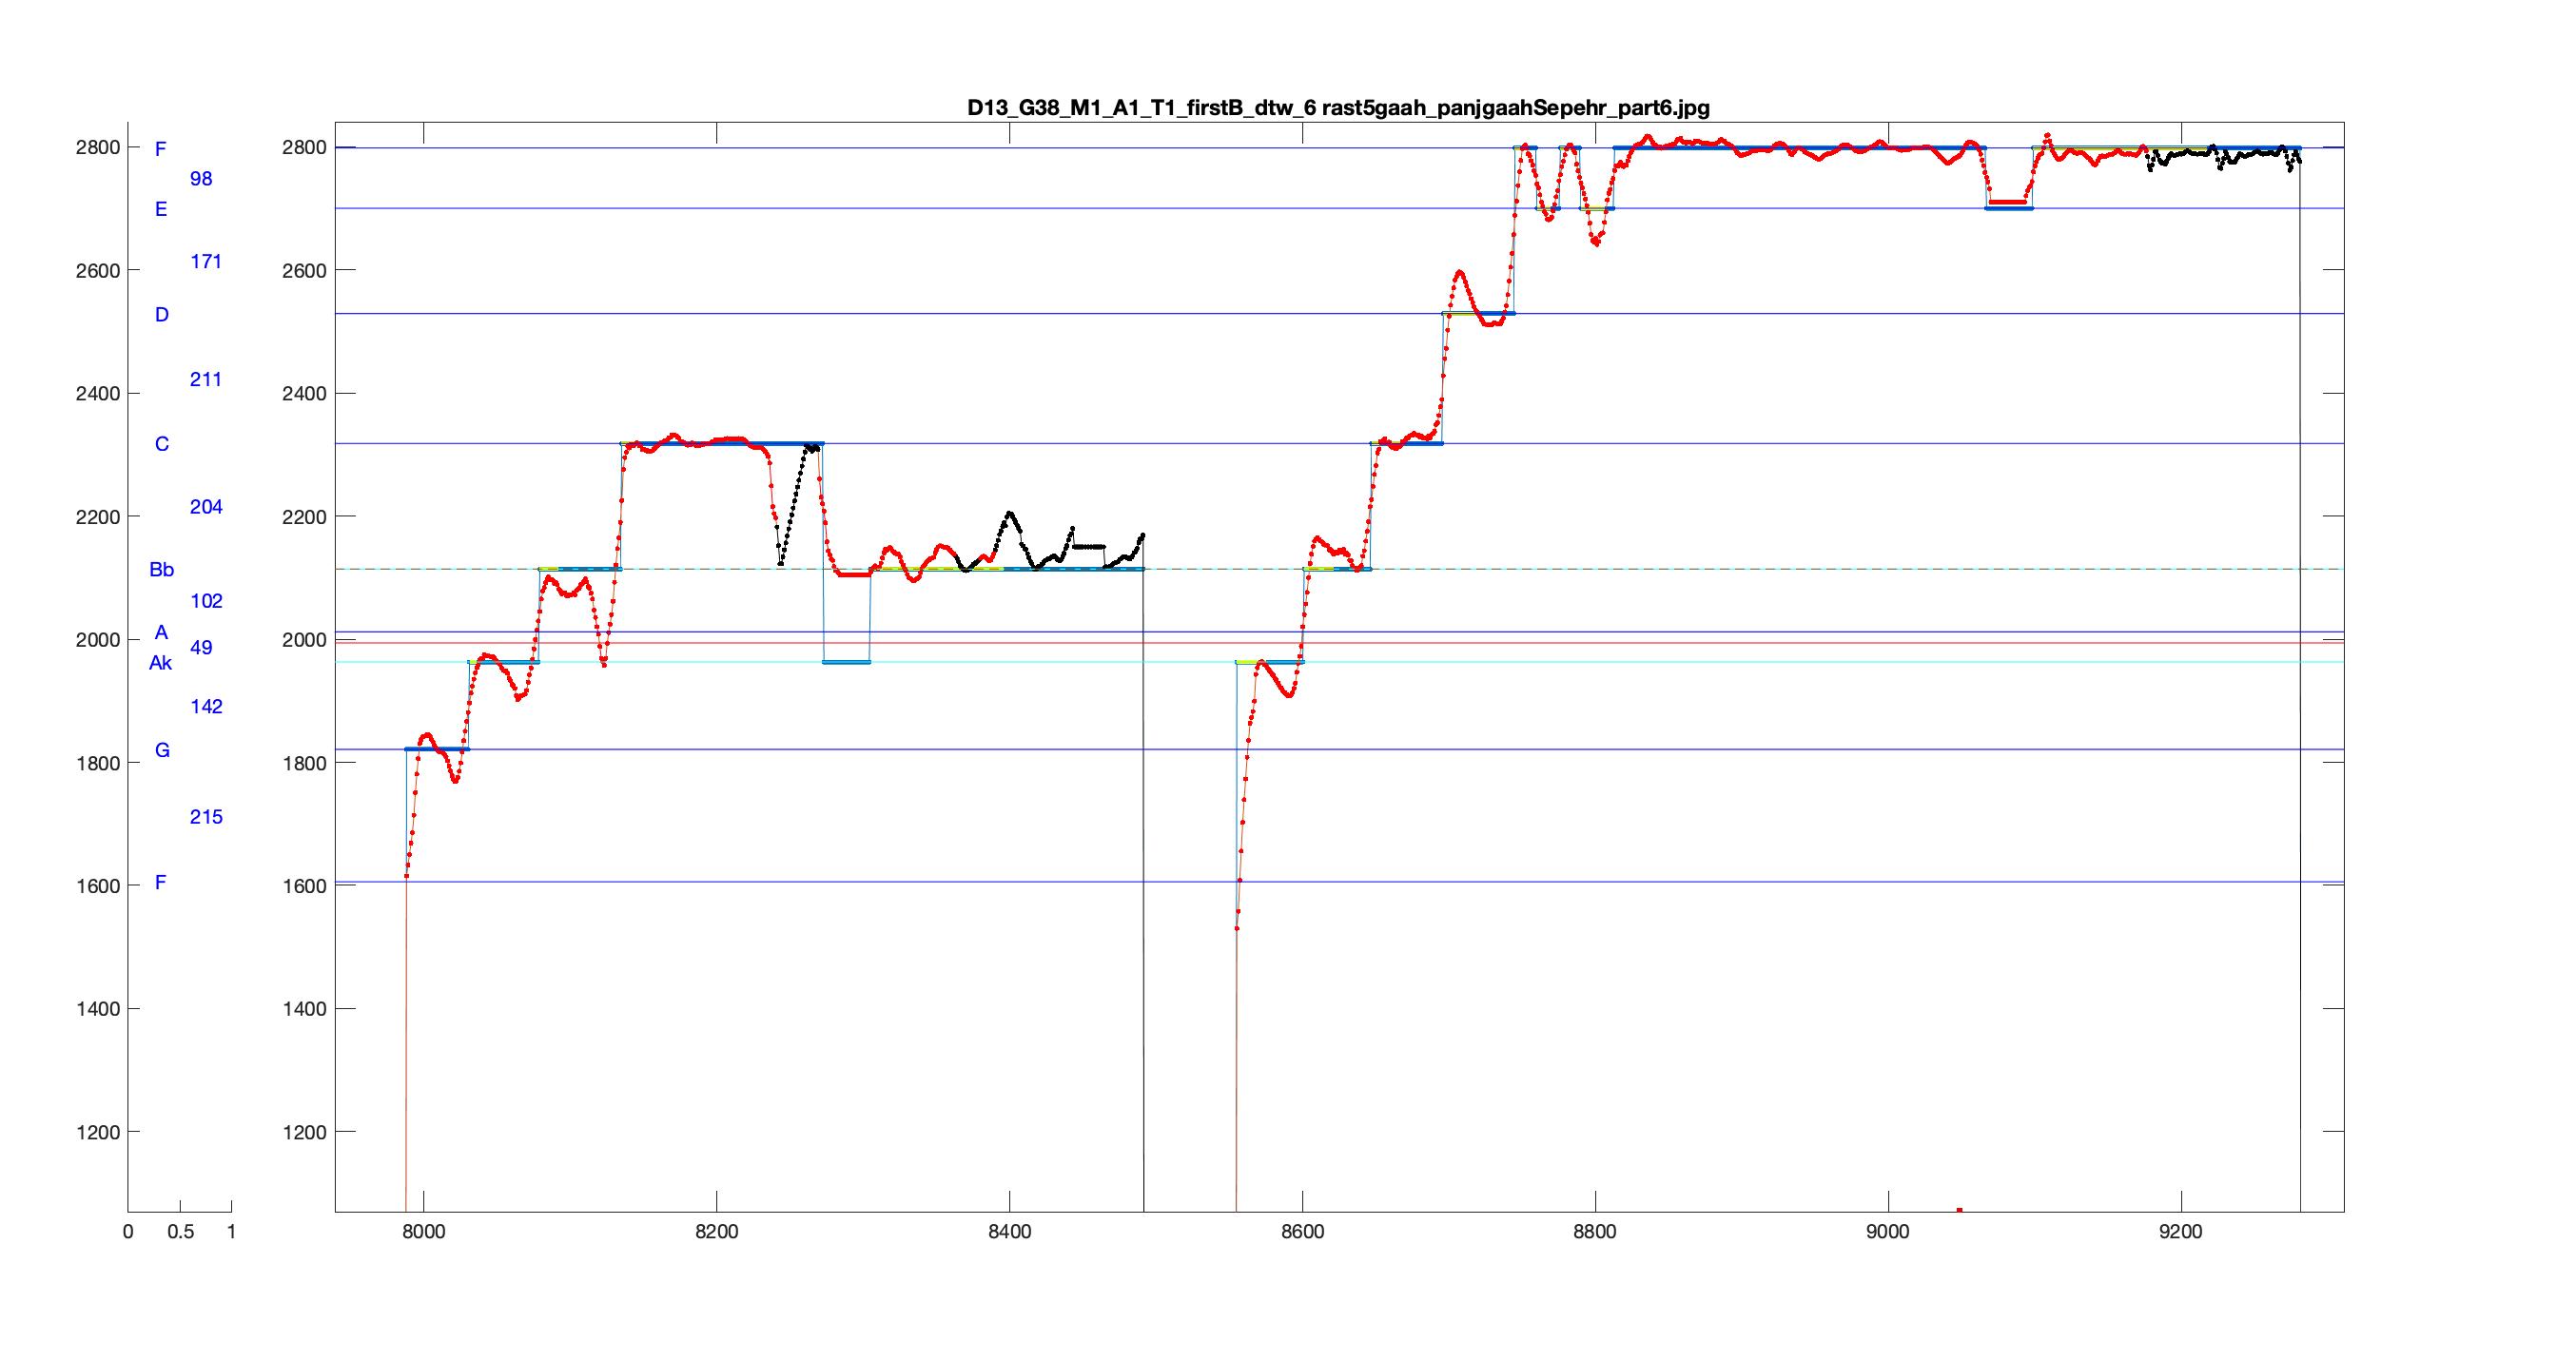 D13_G38_M1_A1_T1_firstB_dtw_6 rast5gaah_panjgaahSepehr_part6.jpg
2800 F 2800
98
E
171
2600 2600
D
211
2400 2400
C
204
2200 2200
Bb
102
2000 A 2000
49
Ak
142
G
1800 1800
215
1600 F 1600
1400 1400
1200 1200
0 0.5 1 8000 8200 8400 8600 8800 9000 9200